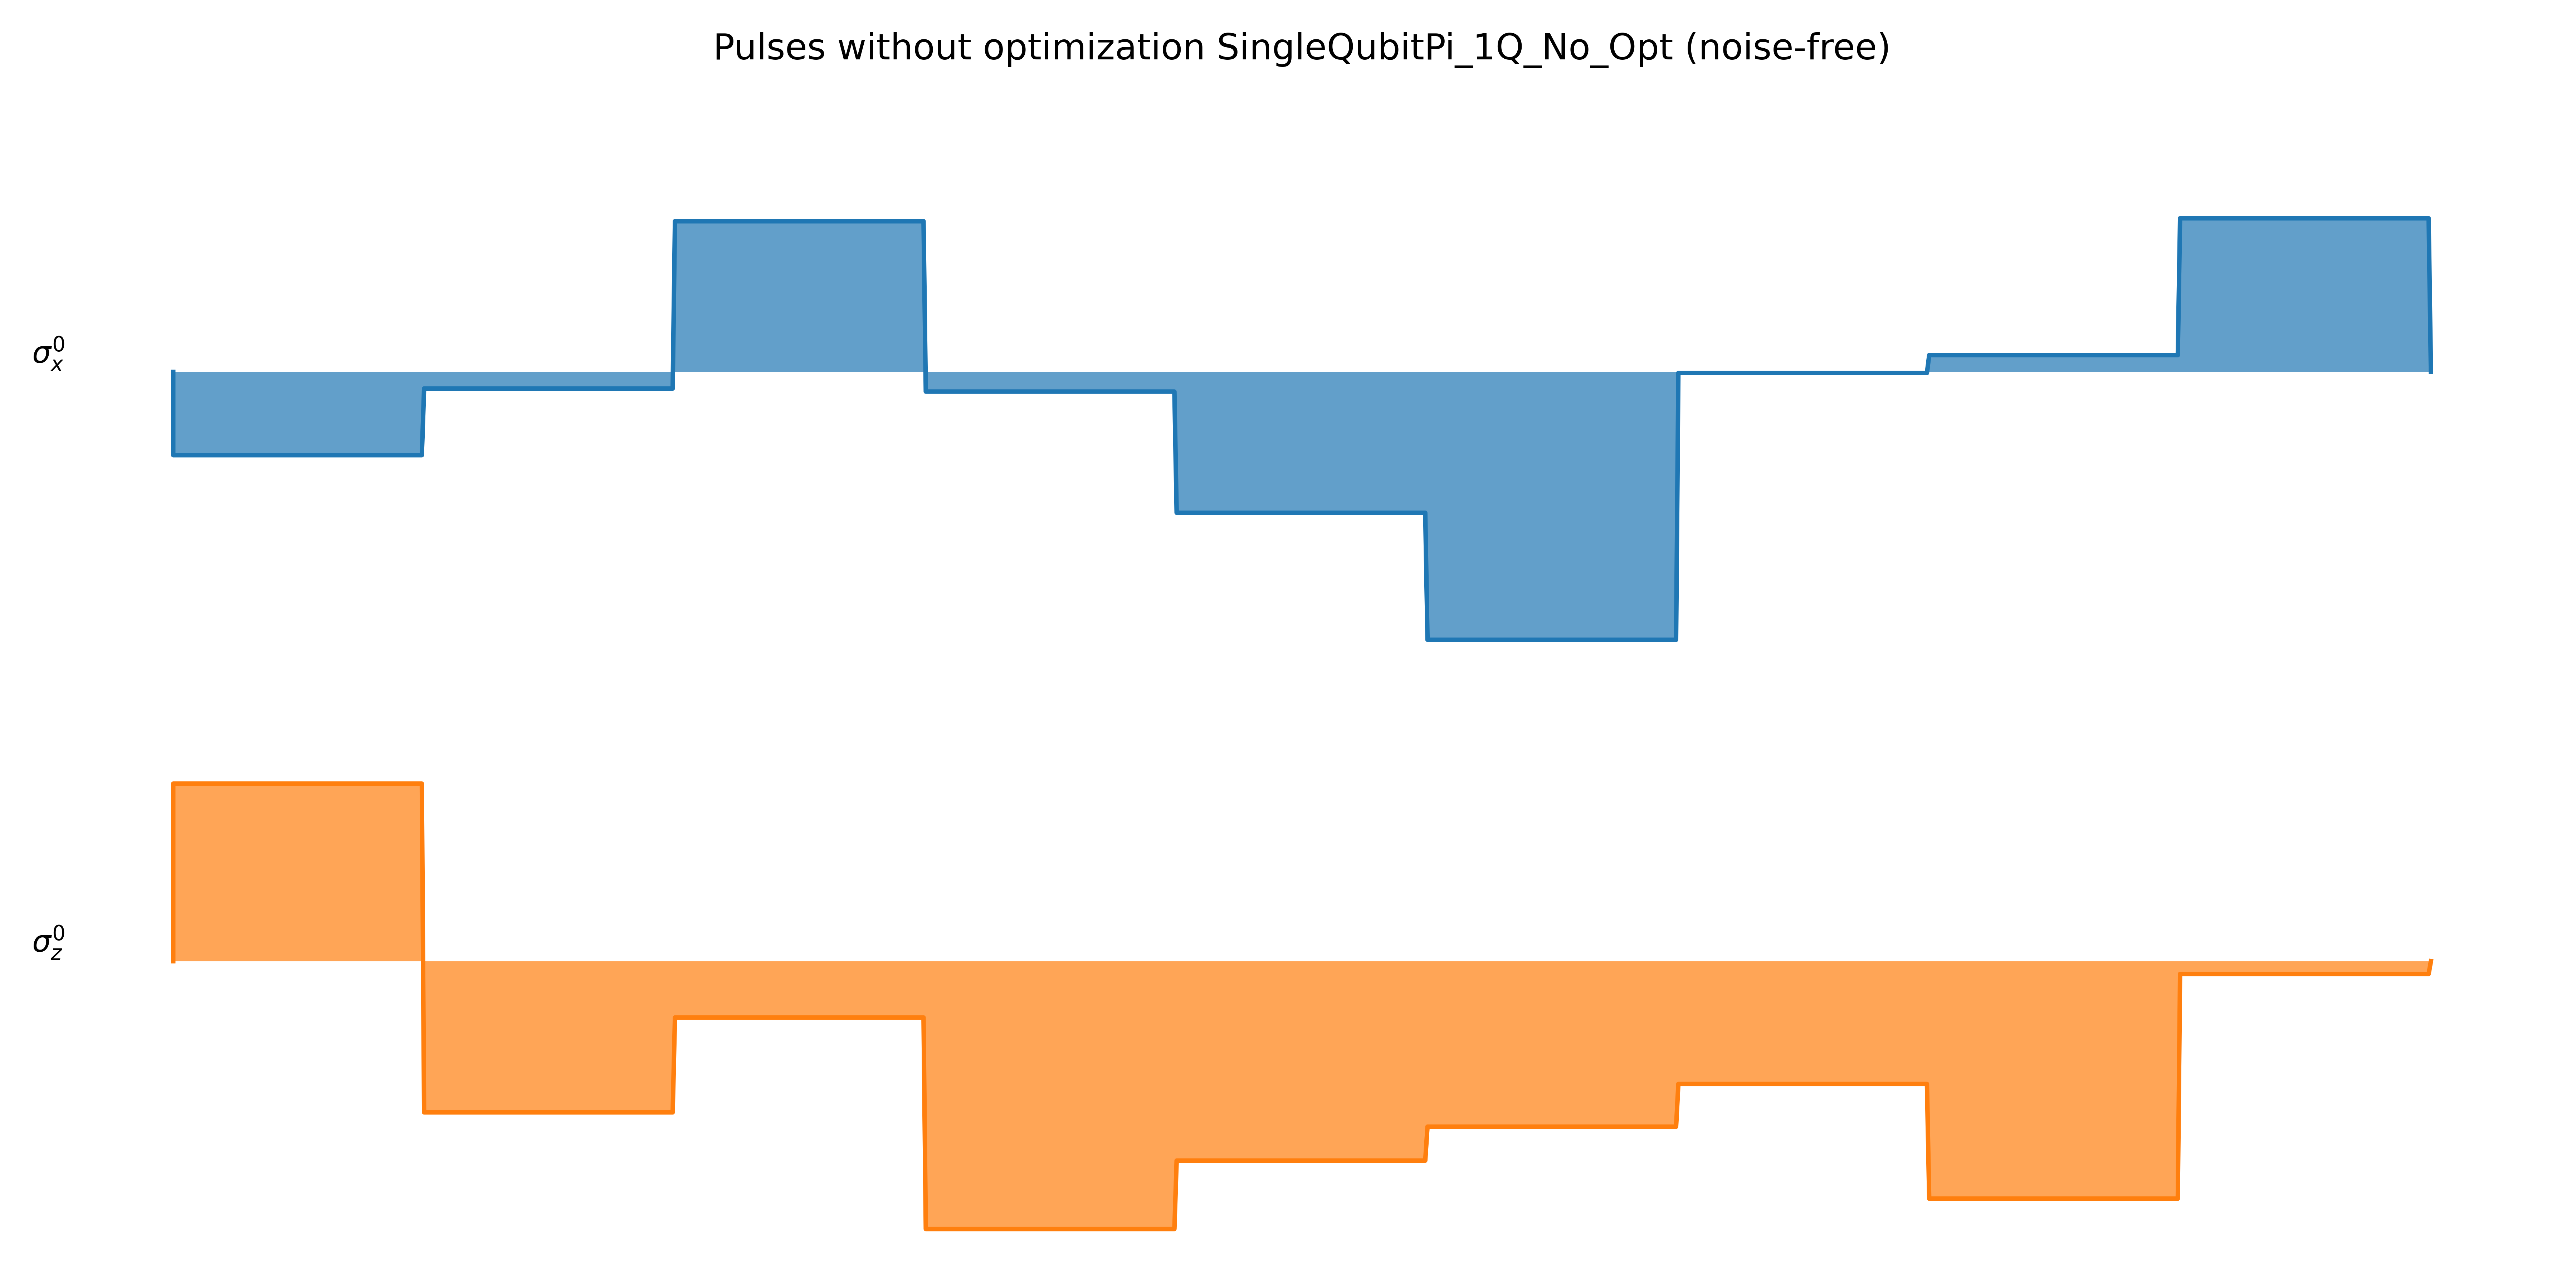 Pulses without optimization SingleQubitPi_1Q_No_Opt (noise-free)
σ_x^0
σ_z^0